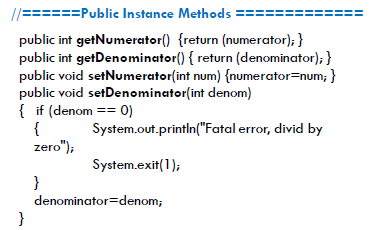 //======Public Instance Methods =============
public int getNumerator() {return (numerator); }
public int getDenominator() { return (denominator); }
public void setNumerator(int num) {numerator=num; }
public void setDenominator(int denom)
{ if (denom == 0)
{ System.out.println("Fatal error, divid by
zero");
System.exit(1);
}
denominator=denom;
}